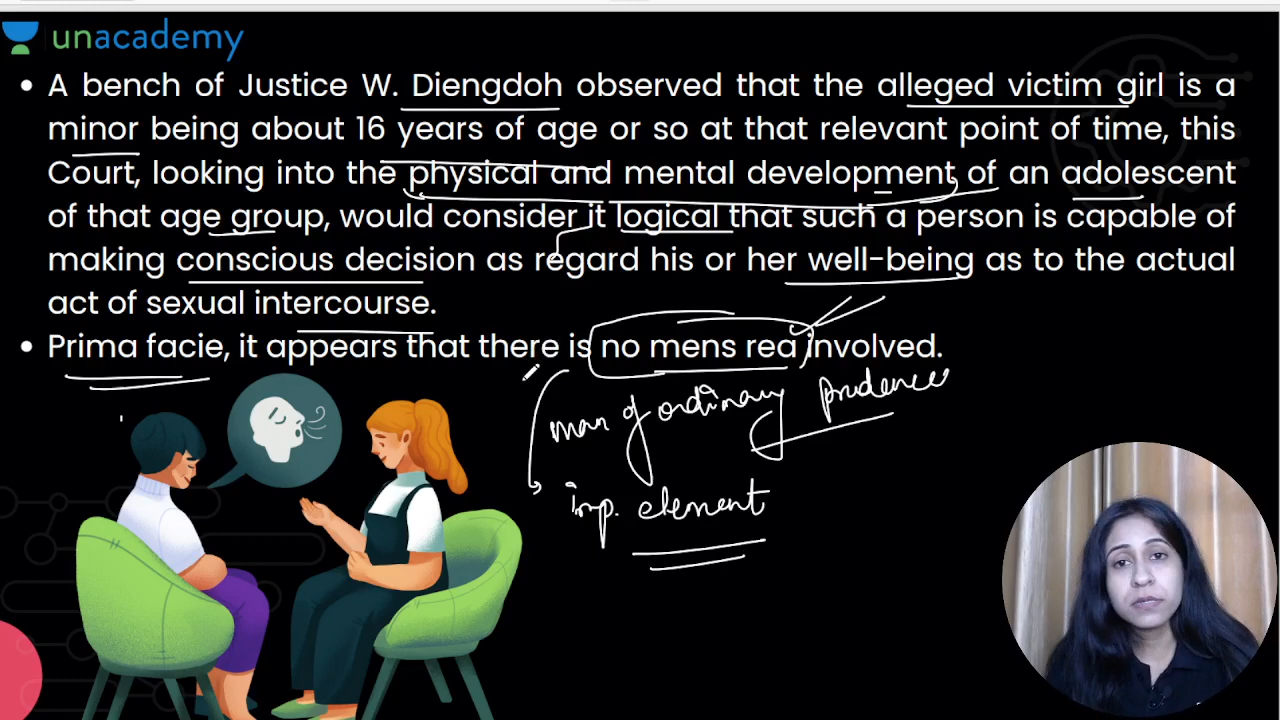 unacademy
• A bench of Justice W. Diengdoh observed that the alleged victim girl is a
minor being about 16 years of age or so at that relevant point of time, this
Court, looking into the physical and mental development of an adolescent
of that age group, would consider it logical that such a person is capable of
making conscious decision as regard his or her well-being as to the actual
act of sexual intercourse.
• Prima facie, it appears that there is no mens rea involved.
man of ordinary prudence
imp. element